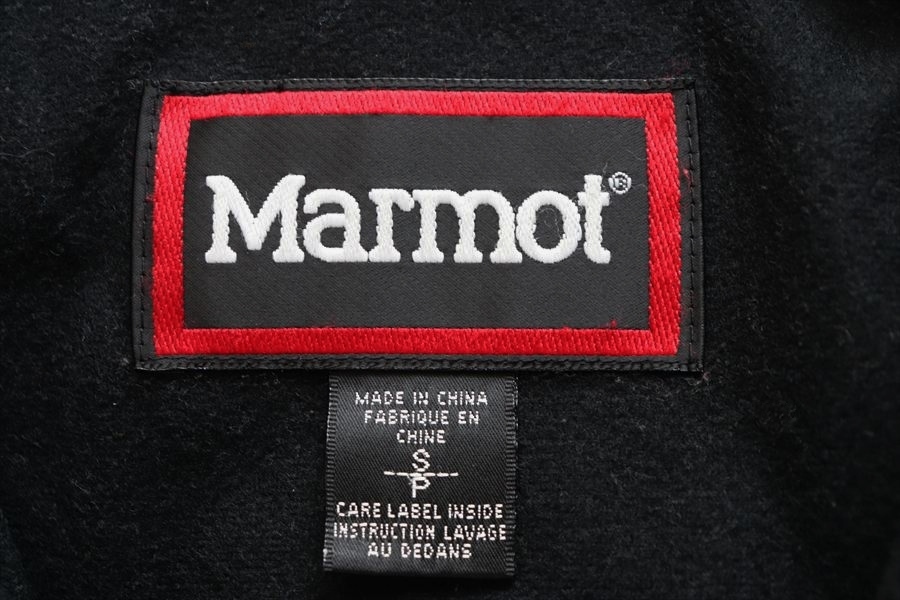 Marmot®
MADE IN CHINA
FABRIQUE EN
CHINE
S
P
CARE LABEL INSIDE
INSTRUCTION LAVAGE
AU DEDANS